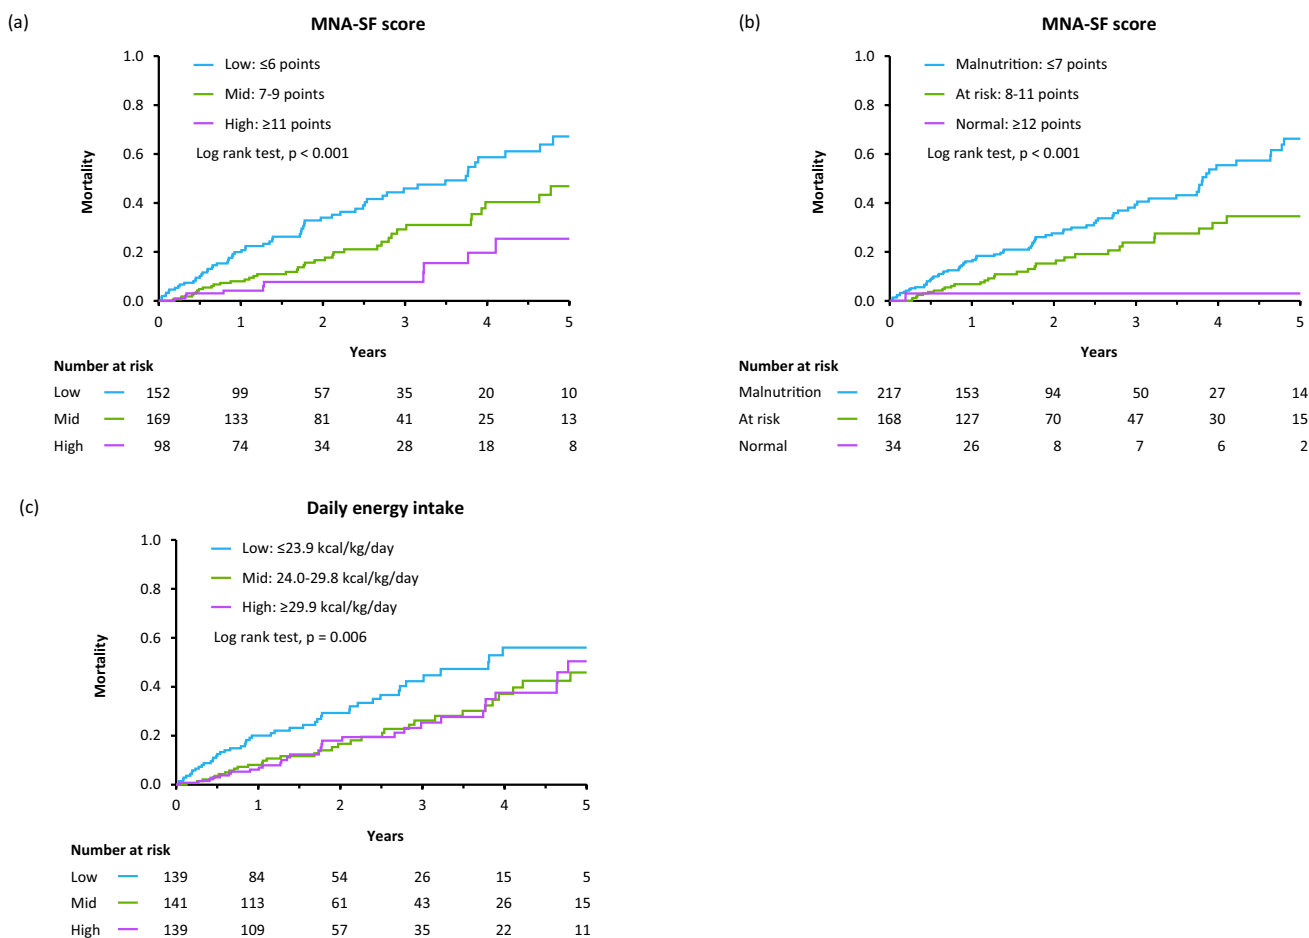 (a)
MNA-SF score
1.0
0.8
0.6
0.4
0.2
0.0
Mortality
Low: ≤6 points
Mid: 7-9 points
High: ≥11 points
Log rank test, p < 0.001
0 1 2 3 4 5
Years
Number at risk
Low 152 99 57 35 20 10
Mid 169 133 81 41 25 13
High 98 74 34 28 18 8
(b)
MNA-SF score
1.0
0.8
0.6
0.4
0.2
0.0
Mortality
Malnutrition: ≤7 points
At risk: 8-11 points
Normal: ≥12 points
Log rank test, p < 0.001
0 1 2 3 4 5
Years
Number at risk
Malnutrition 217 153 94 50 27 14
At risk 168 127 70 47 30 15
Normal 34 26 8 7 6 2
(c)
Daily energy intake
1.0
0.8
0.6
0.4
0.2
0.0
Mortality
Low: ≤23.9 kcal/kg/day
Mid: 24.0-29.8 kcal/kg/day
High: ≥29.9 kcal/kg/day
Log rank test, p = 0.006
0 1 2 3 4 5
Years
Number at risk
Low 139 84 54 26 15 5
Mid 141 113 61 43 26 15
High 139 109 57 35 22 11